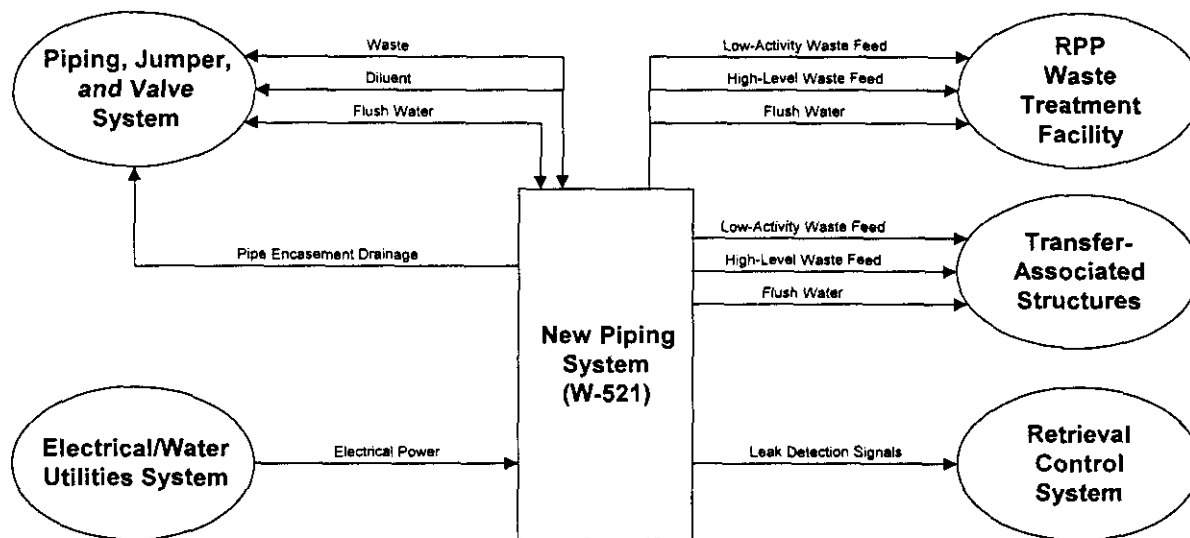 Piping, Jumper,
and Valve
System
Waste
Diluent
Flush Water
Pipe Encasement Drainage
Low-Activity Waste Feed
High-Level Waste Feed
Flush Water
RPP
Waste
Treatment
Facility
Low-Activity Waste Feed
High-Level Waste Feed
Flush Water
Transfer-
Associated
Structures
New Piping
System
(W-521)
Electrical/Water
Utilities System
Electrical Power
Leak Detection Signals
Retrieval
Control
System